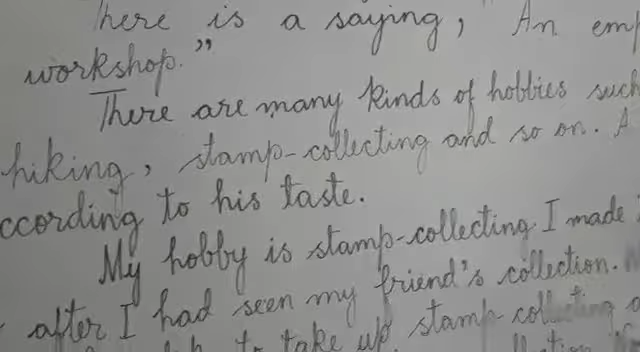 There is a saying, " An emp
workshop."
There are many kinds of hobbies such
hiking, stamp-collecting and so on. A
ccording to his taste.
My hobby is stamp-collecting I made
after I had seen my friend's collection.
to take up stamp collecting